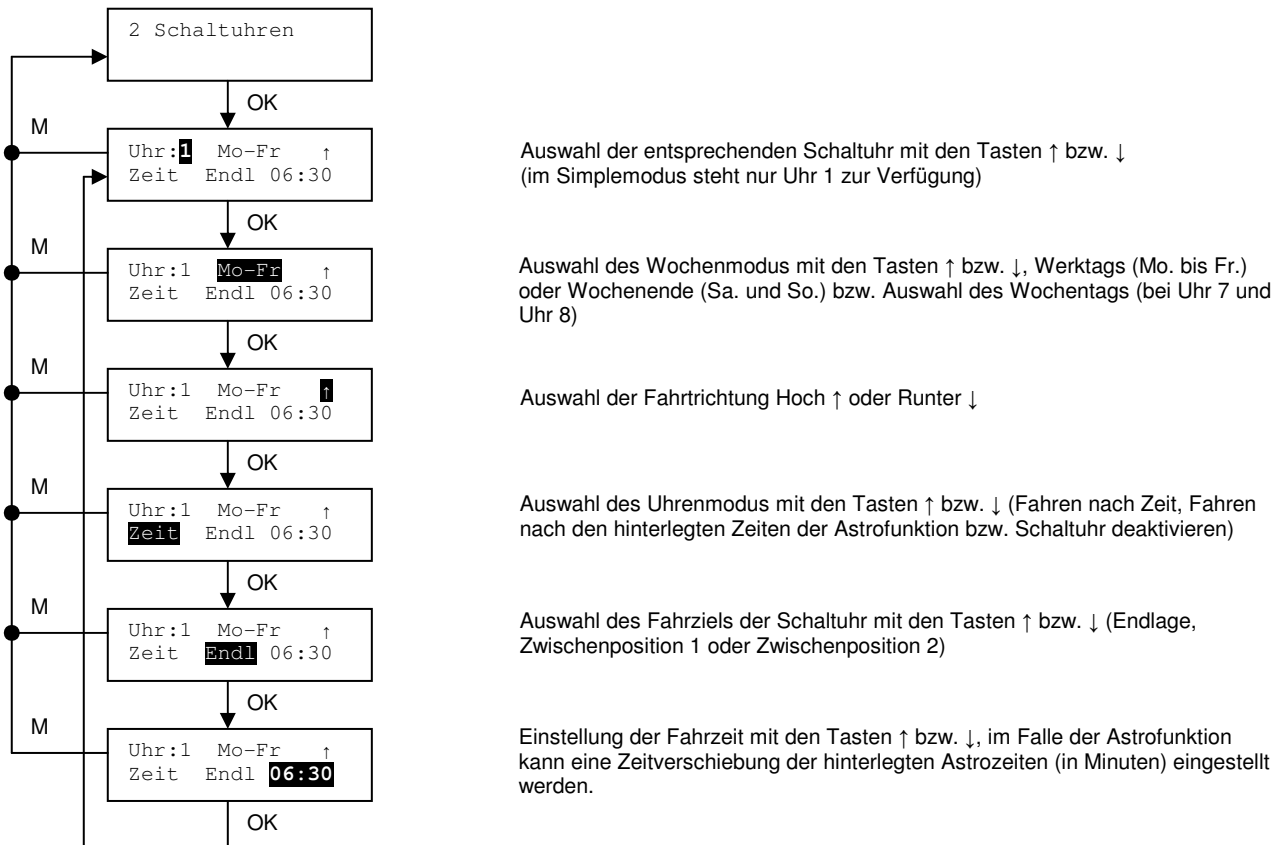 2 Schaltuhren
OK
M
Uhr:1 Mo-Fr ↑
Zeit Endl 06:30
Auswahl der entsprechenden Schaltuhr mit den Tasten ↑ bzw. ↓
(im Simplemodus steht nur Uhr 1 zur Verfügung)
OK
M
Uhr:1 Mo-Fr ↑
Zeit Endl 06:30
Auswahl des Wochenmodus mit den Tasten ↑ bzw. ↓, Werktags (Mo. bis Fr.)
oder Wochenende (Sa. und So.) bzw. Auswahl des Wochentags (bei Uhr 7 und
Uhr 8)
OK
M
Uhr:1 Mo-Fr ↑
Zeit Endl 06:30
Auswahl der Fahrtrichtung Hoch ↑ oder Runter ↓
OK
M
Uhr:1 Mo-Fr ↑
Zeit Endl 06:30
Auswahl des Uhrenmodus mit den Tasten ↑ bzw. ↓ (Fahren nach Zeit, Fahren
nach den hinterlegten Zeiten der Astrofunktion bzw. Schaltuhr deaktivieren)
OK
M
Uhr:1 Mo-Fr ↑
Zeit Endl 06:30
Auswahl des Fahrziels der Schaltuhr mit den Tasten ↑ bzw. ↓ (Endlage,
Zwischenposition 1 oder Zwischenposition 2)
OK
M
Uhr:1 Mo-Fr ↑
Zeit Endl 06:30
Einstellung der Fahrzeit mit den Tasten ↑ bzw. ↓, im Falle der Astrofunktion
kann eine Zeitverschiebung der hinterlegten Astrozeiten (in Minuten) eingestellt
werden.
OK